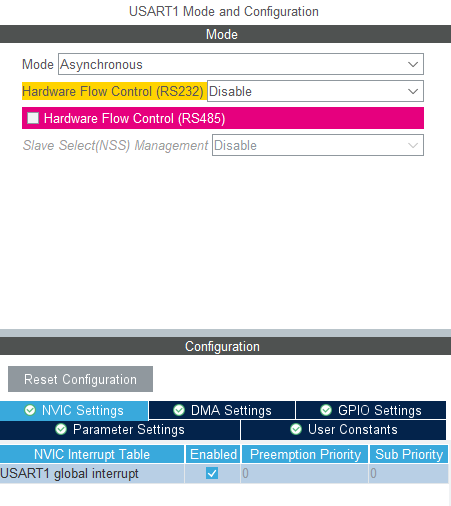 USART1 Mode and Configuration
Mode
Mode Asynchronous
Hardware Flow Control (RS232) Disable
Hardware Flow Control (RS485)
Slave Select(NSS) Management Disable
Configuration
Reset Configuration
NVIC Settings DMA Settings GPIO Settings
Parameter Settings User Constants
NVIC Interrupt Table Enabled Preemption Priority Sub Priority
USART1 global interrupt 0 0